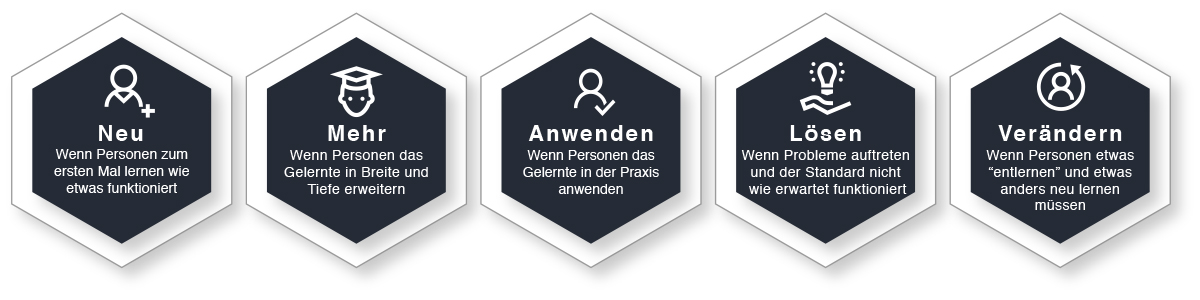 Neu
Wenn Personen zum
ersten Mal lernen wie
etwas funktioniert
Mehr
Wenn Personen das
Gelernte in Breite und
Tiefe erweitern
Anwenden
Wenn Personen das
Gelernte in der Praxis
anwenden
Lösen
Wenn Probleme auftreten
und der Standard nicht
wie erwartet funktioniert
Verändern
Wenn Personen etwas
“entlernen” und etwas
anders neu lernen
müssen